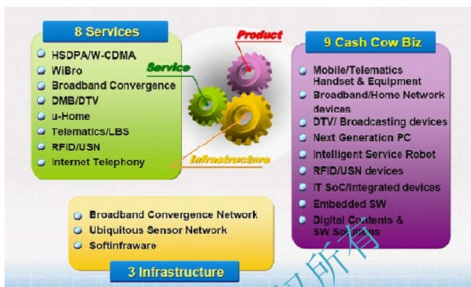 8 Services
HSDPA/W-CDMA
WiBro
Broadband Convergence
DMB/DTV
u-Home
Telematics/LBS
RFID/USN
Internet Telephony
Product
Service
Infrastructure
9 Cash Cow Biz
Mobile/Telematics
Handset & Equipment
Broadband/Home Network
devices
DTV/ Broadcasting devices
Next Generation PC
Intelligent Service Robot
RFID/USN devices
IT SoC/Integrated devices
Embedded SW
Digital Contents &
SW Solutions
Broadband Convergence Network
Ubiquitous Sensor Network
Softinfraware
3 Infrastructure
所有